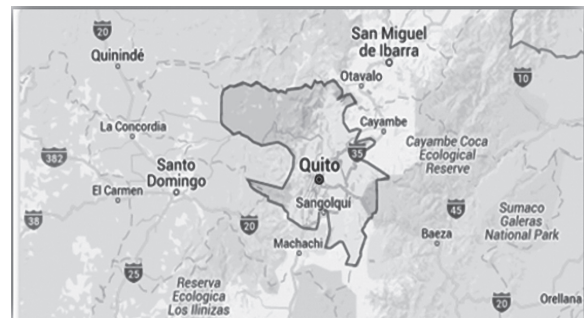 20
Quinindé
San Miguel
de Ibarra
Otavalo
10
La Concordia
Cayambe
382
35
Cayambe Coca
Ecological
Reserve
Santo
Domingo
Quito
El Carmen
Sangolquí
38
20
45
Sumaco
Galeras
National Park
Machachi
Baeza
25
Reserva
Ecologica
Los Ilinizas
20
Orellana